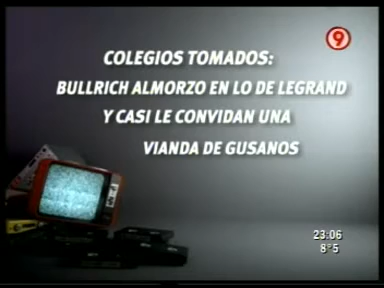 9
COLEGIOS TOMADOS:
BULLRICH ALMORZO EN LO DE LEGRAND
Y CASI LE CONVIDAN UNA
VIANDA DE GUSANOS
23:06
8°5